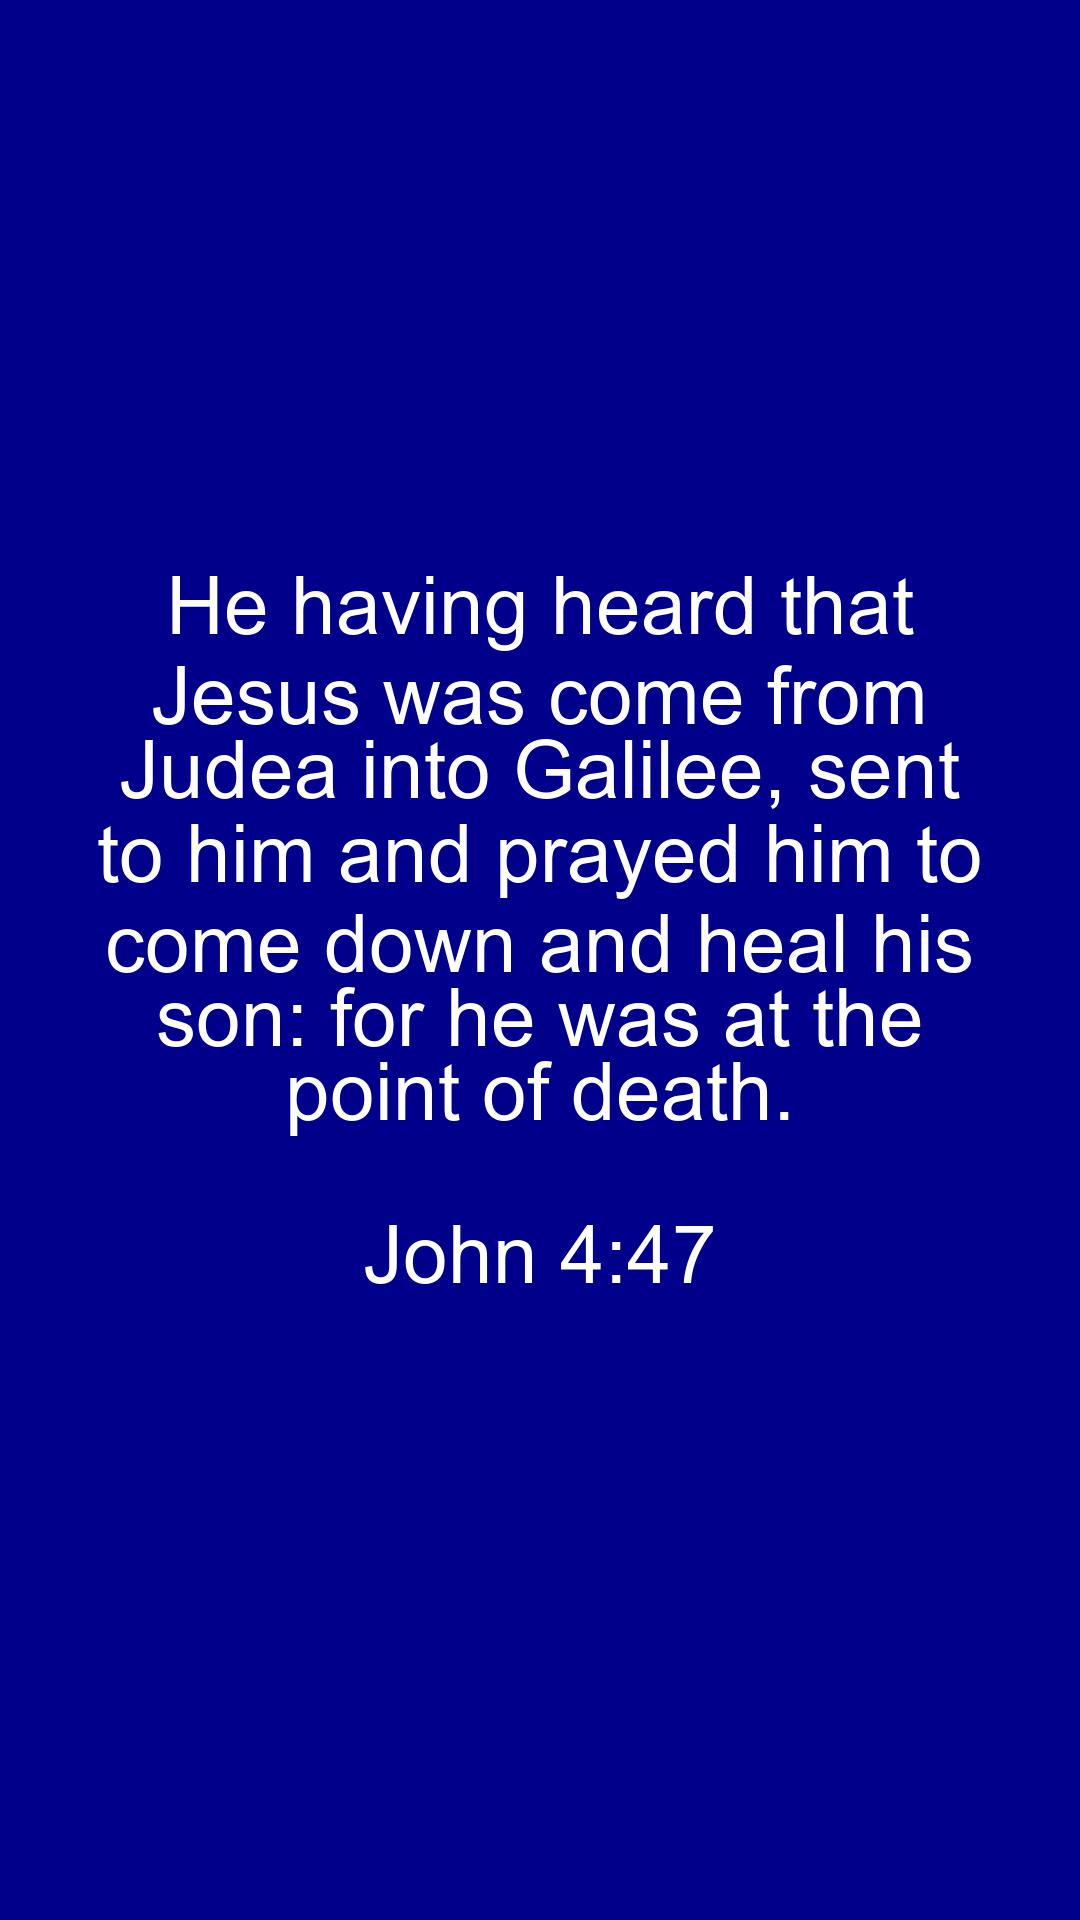 He having heard that
Jesus was come from
Judea into Galilee, sent
to him and prayed him to
come down and heal his
son: for he was at the
point of death.
John 4:47